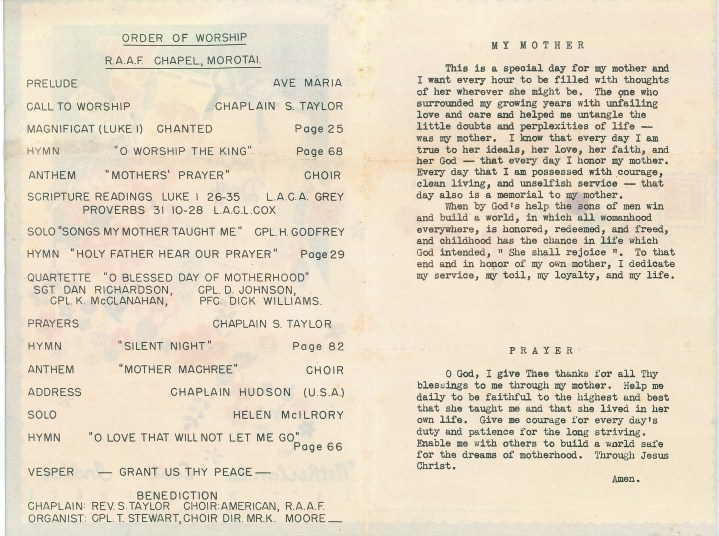 ORDER OF WORSHIP
R.A.A.F. CHAPEL, MOROTAI.
PRELUDE AVE MARIA
CALL TO WORSHIP CHAPLAIN S. TAYLOR
MAGNIFICAT (LUKE I) CHANTED Page 25
HYMN "O WORSHIP THE KING" Page 68
ANTHEM "MOTHERS' PRAYER" CHOIR
SCRIPTURE READINGS LUKE I 26-35 L.A.C.A. GREY
PROVERBS 31 10-28 L.A.C.L.COX
SOLO "SONGS MY MOTHER TAUGHT ME" CPL.H. GODFREY
HYMN "HOLY FATHER HEAR OUR PRAYER" Page 29
QUARTETTE "O BLESSED DAY OF MOTHERHOOD"
SGT DAN RICHARDSON, CPL. D. JOHNSON,
CPL. K. McCLANAHAN, PFC. DICK WILLIAMS.
PRAYERS CHAPLAIN S. TAYLOR
HYMN "SILENT NIGHT" Page 82
ANTHEM "MOTHER MACHREE" CHOIR
ADDRESS CHAPLAIN HUDSON (U.S.A.)
SOLO HELEN McILRORY
HYMN "O LOVE THAT WILL NOT LET ME GO"
Page 66
VESPER — GRANT US THY PEACE —
BENEDICTION
CHAPLAIN: REV. S. TAYLOR CHOIR: AMERICAN, R.A.A.F.
ORGANIST: CPL. T. STEWART, CHOIR DIR. MR.K. MOORE
MY MOTHER
This is a special day for my mother and
I want every hour to be filled with thoughts
of her wherever she might be. The one who
surrounded my growing years with unfailing
love and care and helped me untangle the
little doubts and perplexities of life —
was my mother. I know that every day I am
true to her ideals, her love, her faith, and
her God — that every day I honor my mother.
Every day that I am possessed with courage,
clean living, and unselfish service — that
day also is a memorial to my mother.
When by God's help the sons of men win
and build a world, in which all womanhood
everywhere, is honored, redeemed, and freed,
and childhood has the chance in life which
God intended, " She shall rejoice ". To that
end and in honor of my own mother, I dedicate
my service, my toil, my loyalty, and my life.
PRAYER
O God, I give Thee thanks for all Thy
blessings to me through my mother. Help me
daily to be faithful to the highest and best
that she taught me and that she lived in her
own life. Give me courage for every day's
duty and patience for the long striving.
Enable me with others to build a world safe
for the dreams of motherhood. Through Jesus
Christ.
Amen.